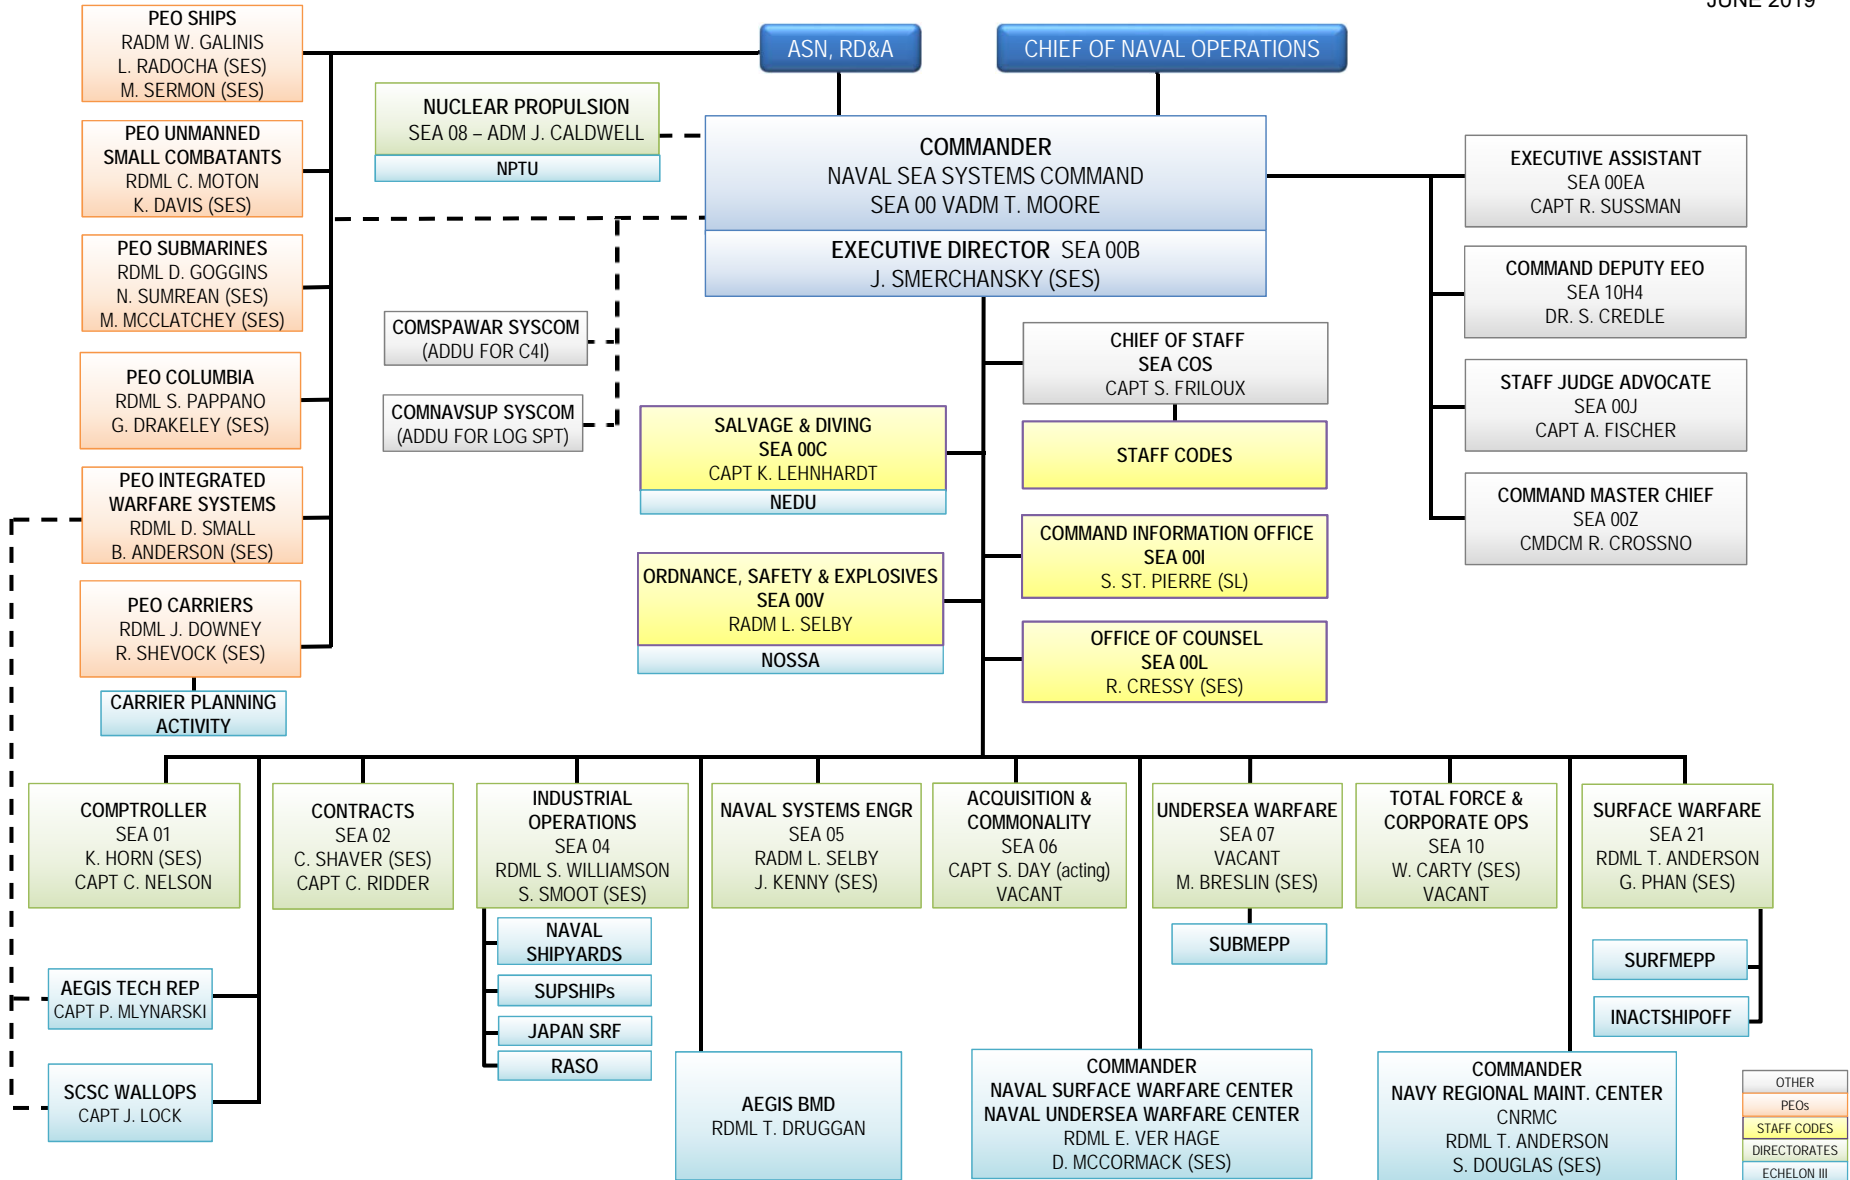 JUNE 2019
PEO SHIPS
RADM W. GALINIS
L. RADOCHA (SES)
M. SERMON (SES)
ASN, RD&A
CHIEF OF NAVAL OPERATIONS
NUCLEAR PROPULSION
SEA 08 – ADM J. CALDWELL
NPTU
COMMANDER
NAVAL SEA SYSTEMS COMMAND
SEA 00 VADM T. MOORE
EXECUTIVE DIRECTOR SEA 00B
J. SMERCHANSKY (SES)
PEO UNMANNED
SMALL COMBATANTS
RDML C. MOTON
K. DAVIS (SES)
PEO SUBMARINES
RDML D. GOGGINS
N. SUMREAN (SES)
M. MCCLATCHEY (SES)
PEO COLUMBIA
RDML S. PAPPANO
G. DRAKELEY (SES)
PEO INTEGRATED
WARFARE SYSTEMS
RDML D. SMALL
B. ANDERSON (SES)
PEO CARRIERS
RDML J. DOWNEY
R. SHEVOCK (SES)
CARRIER PLANNING
ACTIVITY
COMSPAWAR SYSCOM
(ADDU FOR C4I)
COMNAVSUP SYSCOM
(ADDU FOR LOG SPT)
EXECUTIVE ASSISTANT
SEA 00EA
CAPT R. SUSSMAN
COMMAND DEPUTY EEO
SEA 10H4
DR. S. CREDLE
STAFF JUDGE ADVOCATE
SEA 00J
CAPT A. FISCHER
COMMAND MASTER CHIEF
SEA 00Z
CMDCM R. CROSSNO
CHIEF OF STAFF
SEA COS
CAPT S. FRILOUX
STAFF CODES
SALVAGE & DIVING
SEA 00C
CAPT K. LEHNHARDT
NEDU
COMMAND INFORMATION OFFICE
SEA 00I
S. ST. PIERRE (SL)
ORDNANCE, SAFETY & EXPLOSIVES
SEA 00V
RADM L. SELBY
NOSSA
OFFICE OF COUNSEL
SEA 00L
R. CRESSY (SES)
COMPTROLLER
SEA 01
K. HORN (SES)
CAPT C. NELSON
CONTRACTS
SEA 02
C. SHAVER (SES)
CAPT C. RIDDER
INDUSTRIAL
OPERATIONS
SEA 04
RDML S. WILLIAMSON
S. SMOOT (SES)
NAVAL
SHIPYARDS
SUPSHIPs
JAPAN SRF
RASO
NAVAL SYSTEMS ENGR
SEA 05
RADM L. SELBY
J. KENNY (SES)
ACQUISITION &
COMMONALITY
SEA 06
CAPT S. DAY (acting)
VACANT
UNDERSEA WARFARE
SEA 07
VACANT
M. BRESLIN (SES)
SUBMEPP
TOTAL FORCE &
CORPORATE OPS
SEA 10
W. CARTY (SES)
VACANT
SURFACE WARFARE
SEA 21
RDML T. ANDERSON
G. PHAN (SES)
SURFMEPP
INACTSHIPOFF
AEGIS TECH REP
CAPT P. MLYNARSKI
SCSC WALLOPS
CAPT J. LOCK
AEGIS BMD
RDML T. DRUGGAN
COMMANDER
NAVAL SURFACE WARFARE CENTER
NAVAL UNDERSEA WARFARE CENTER
RDML E. VER HAGE
D. MCCORMACK (SES)
COMMANDER
NAVY REGIONAL MAINT. CENTER
CNRMC
RDML T. ANDERSON
S. DOUGLAS (SES)
OTHER
PEOs
STAFF CODES
DIRECTORATES
ECHELON III